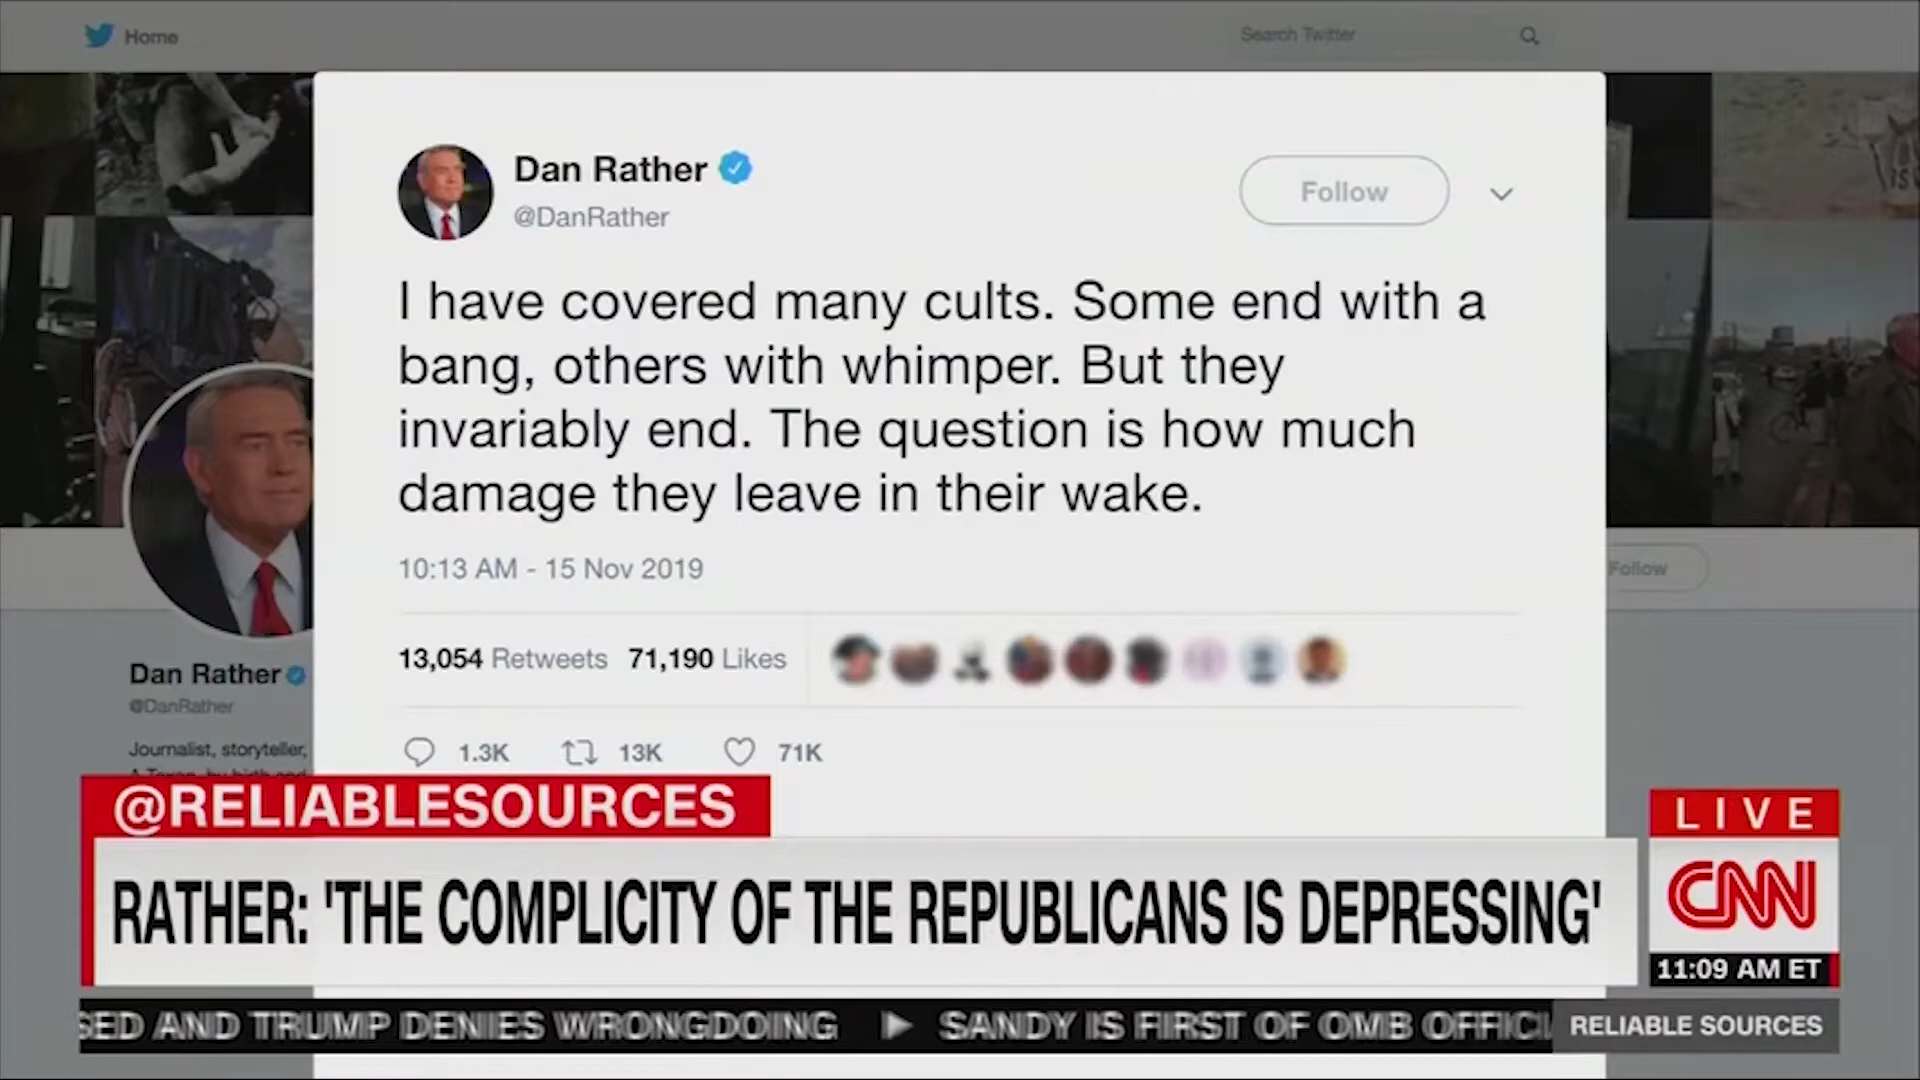 Home
Search Twitter
Dan Rather
@DanRather
Follow
I have covered many cults. Some end with a
bang, others with whimper. But they
invariably end. The question is how much
damage they leave in their wake.
10:13 AM - 15 Nov 2019
13,054 Retweets 71,190 Likes
1.3K 13K 71K
Follow
Dan Rather
@DanRather
Journalist, storyteller,
@RELIABLESOURCES
RATHER: 'THE COMPLICITY OF THE REPUBLICANS IS DEPRESSING'
LIVE
CNN
11:09 AM ET
SED AND TRUMP DENIES WRONGDOING SANDY IS FIRST OF OMB OFFICI
RELIABLE SOURCES